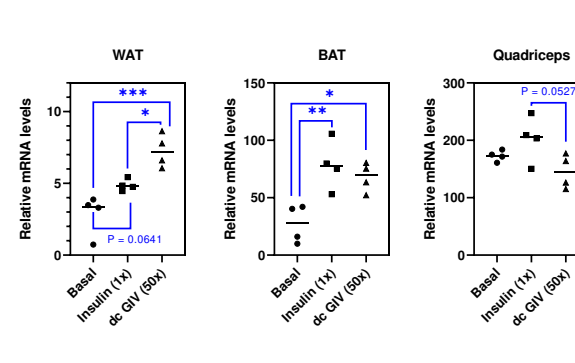 WAT
BAT
Quadriceps
Relative mRNA levels
10
5
0
***
*
P = 0.0641
Basal
Insulin (1x)
dc GIV (50x)
Relative mRNA levels
150
100
50
0
*
**
Basal
Insulin (1x)
dc GIV (50x)
Relative mRNA levels
300
200
100
0
P = 0.0527
Basal
Insulin (1x)
dc GIV (50x)